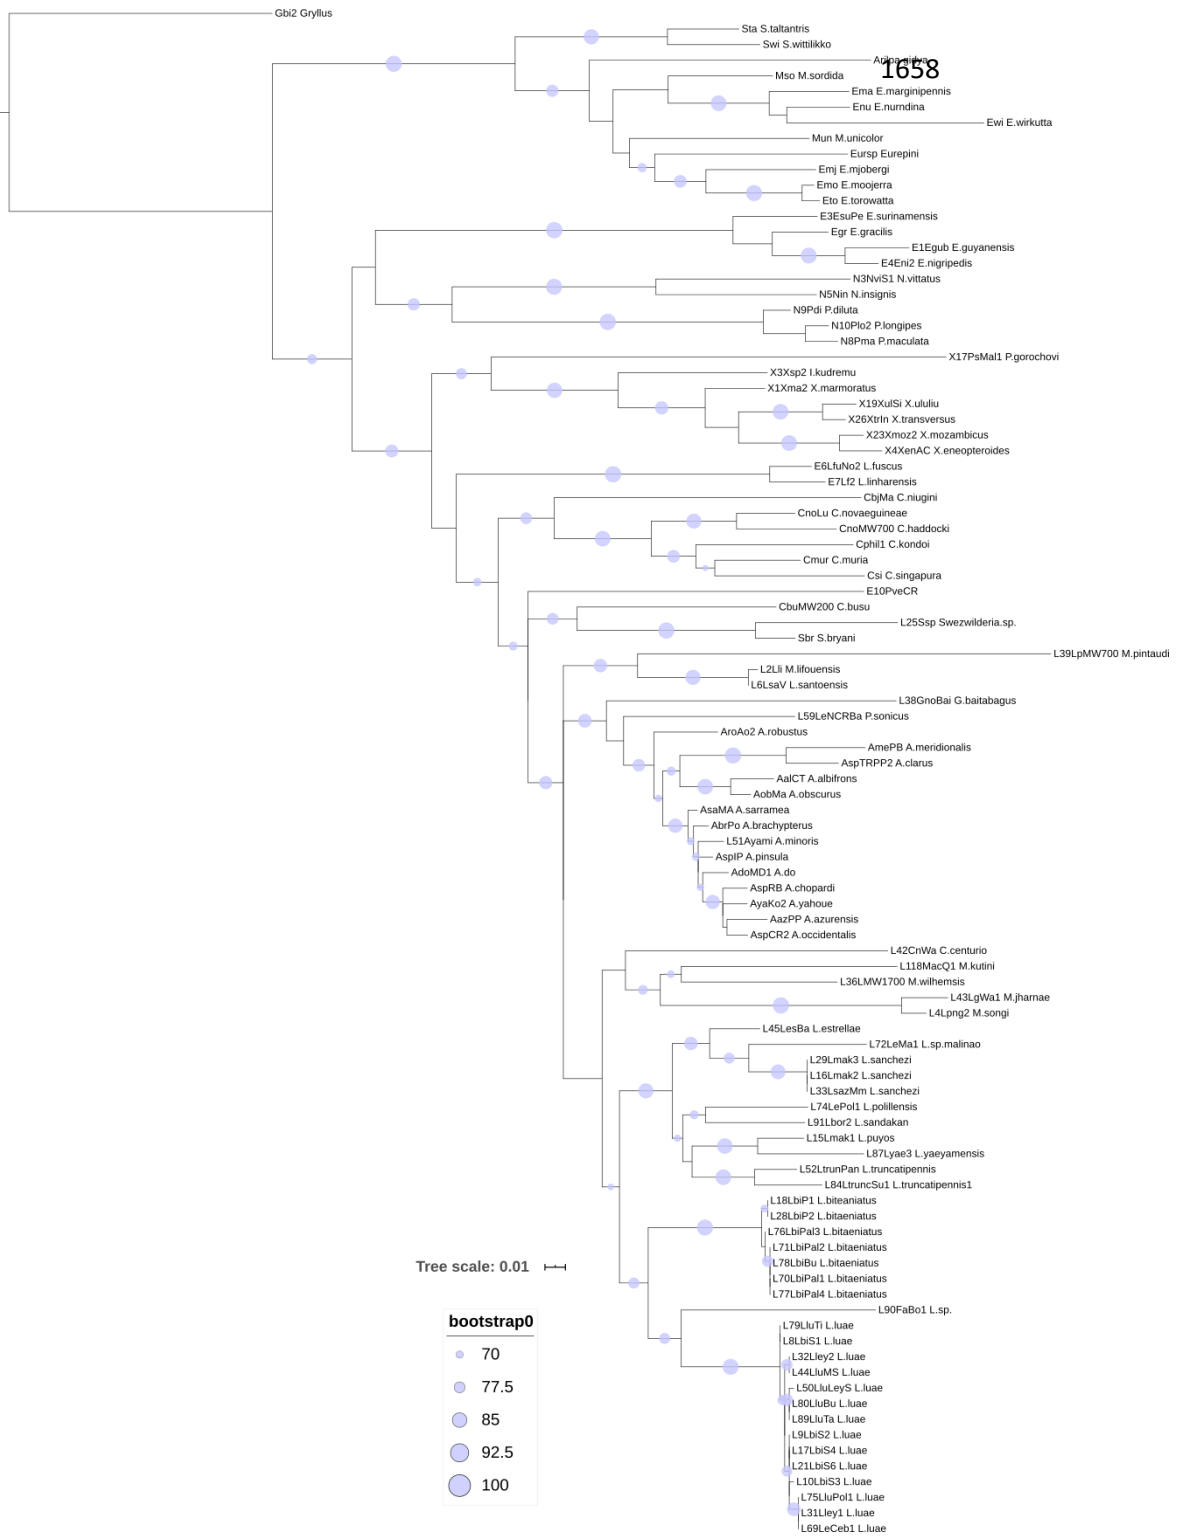 Gbi2 Gryllus
Sta S.taltantris
Swi S.wittilikko
1658
Mso M.sordida
Ema E.marginipennis
Enu E.nurndina
Ewi E.wirkutta
Mun M.unicolor
Eursp Eurepini
Emj E.mjobergi
Emo E.moojerra
Eto E.torowatta
E3EsuPe E.surinamensis
Egr E.gracilis
E1Egub E.guyanensis
E4Eni2 E.nigripedis
N3NviS1 N.vittatus
N5Nin N.insignis
N9Pdi P.diluta
N10Plo2 P.longipes
N8Pma P.maculata
X17PsMal1 P.gorochovi
X3Xsp2 I.kudremu
X1Xma2 X.marmoratus
X19XulSi X.ululiu
X26XtrIn X.transversus
X23Xmoz2 X.mozambicus
X4XenAC X.eneopteroides
E6LfuNo2 L.fuscus
E7Lf2 L.linharensis
CbjMa C.niugini
CnoLu C.novaeguineae
CnoMW700 C.haddocki
Cphil1 C.kondoi
Cmur C.muria
Csi C.singapura
E10PveCR
CbuMW200 C.busu
L25Ssp Swezwilderia.sp.
Sbr S.bryani
L39LpMW700 M.pintaudi
L2Lli M.lifouensis
L6LsaV L.santoensis
L38GnoBai G.baitabagus
L59LeNCRBa P.sonicus
AroAo2 A.robustus
AmePB A.meridionalis
AspTRPP2 A.clarus
AalCT A.albifrons
AobMa A.obscurus
AsaMA A.sarramea
AbrPo A.brachypterus
L51Ayami A.minoris
AspIP A.pinsula
AdoMD1 A.do
AspRB A.chopardi
AyaKo2 A.yahoue
AazPP A.azurensis
AspCR2 A.occidentalis
L42CnWa C.centurio
L118MacQ1 M.kutini
L36LMW1700 M.wilhemsis
L43LgWa1 M.jharnae
L4Lpng2 M.songi
L45LesBa L.estrellae
L72LeMa1 L.sp.malinao
L29Lmak3 L.sanchezi
L16Lmak2 L.sanchezi
L33LsazMm L.sanchezi
L74LePol1 L.polillensis
L91Lbor2 L.sandakan
L15Lmak1 L.puyos
L87Lyae3 L.yaeyamensis
L52LtrunPan L.truncatipennis
L84LtruncSu1 L.truncatipennis1
L18LbiP1 L.biteaniatus
L28LbiP2 L.bitaeniatus
L76LbiPal3 L.bitaeniatus
L71LbiPal2 L.bitaeniatus
L78LbiBu L.bitaeniatus
L70LbiPal1 L.bitaeniatus
L77LbiPal4 L.bitaeniatus
L90FaBo1 L.sp.
L79LluTi L.luae
L8LbiS1 L.luae
L32Lley2 L.luae
L44LluMS L.luae
L50LluLeyS L.luae
L80LluBu L.luae
L89LluTa L.luae
L9LbiS2 L.luae
L17LbiS4 L.luae
L21LbiS6 L.luae
L10LbiS3 L.luae
L75LluPol1 L.luae
L31Lley1 L.luae
L69LeCeb1 L.luae
Tree scale: 0.01
bootstrap0
70
77.5
85
92.5
100